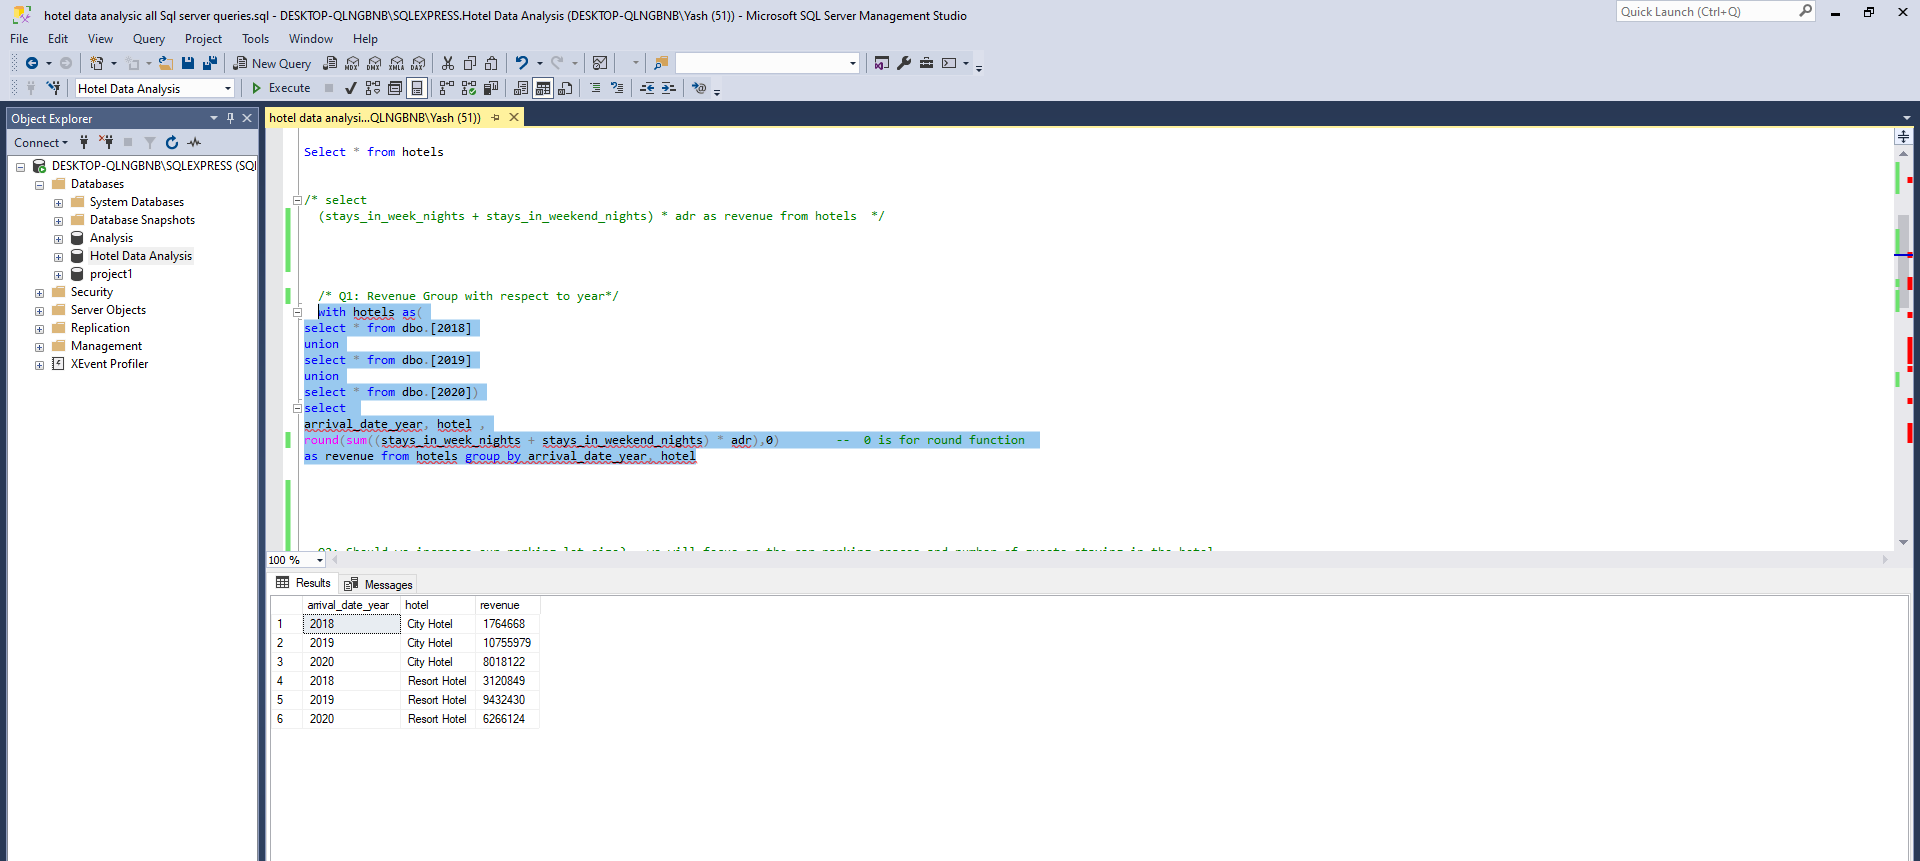 hotel data analysic all Sql server queries.sql - DESKTOP-QLNGBNB\SQLEXPRESS.Hotel Data Analysis (DESKTOP-QLNGBNB\Yash (51)) - Microsoft SQL Server Management Studio
Quick Launch (Ctrl+Q)
File Edit View Query Project Tools Window Help
New Query
MDX DMX XMLA DAX
Hotel Data Analysis
Execute
Object Explorer
hotel data analysi...QLNGBNB\Yash (51))
Connect
DESKTOP-QLNGBNB\SQLEXPRESS (SQl
Databases
System Databases
Database Snapshots
Analysis
Hotel Data Analysis
project1
Security
Server Objects
Replication
Management
XEvent Profiler
Select * from hotels
/* select
(stays_in_week_nights + stays_in_weekend_nights) * adr as revenue from hotels */
/* Q1: Revenue Group with respect to year*/
with hotels as(
select * from dbo.[2018]
union
select * from dbo.[2019]
union
select * from dbo.[2020])
select
arrival_date_year, hotel ,
round(sum((stays_in_week_nights + stays_in_weekend_nights) * adr),0) -- 0 is for round function
as revenue from hotels group by arrival_date_year, hotel
100 %
Results Messages
arrival_date_year hotel revenue
1 2018 City Hotel 1764668
2 2019 City Hotel 10755979
3 2020 City Hotel 8018122
4 2018 Resort Hotel 3120849
5 2019 Resort Hotel 9432430
6 2020 Resort Hotel 6266124